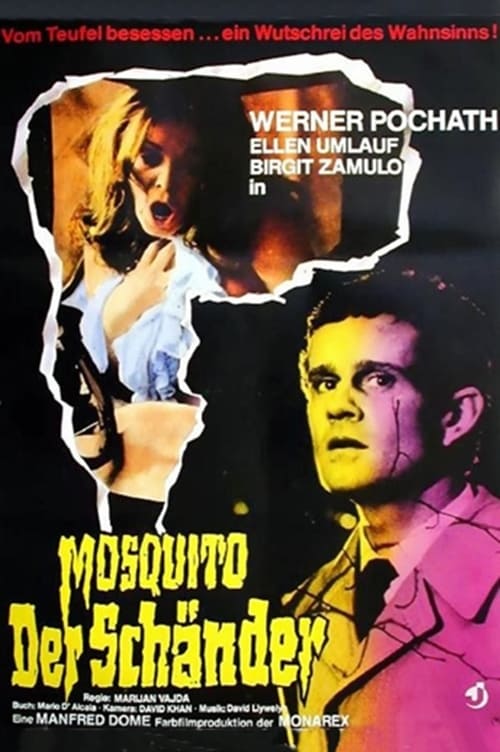 Vom Teufel besessen . . . ein Wutschrei des Wahnsinns!
WERNER POCHATH
ELLEN UMLAUF
BIRGIT ZAMULO
in
MOSQUITO
Der Schänder
Regie: MARIJAN VAJDA
Buch: Mario D'Alcala - Kamera: DAVID KHAN - Musik: David Llywelyn
Eine MANFRED DOME Farbfilmproduktion der MONAREX